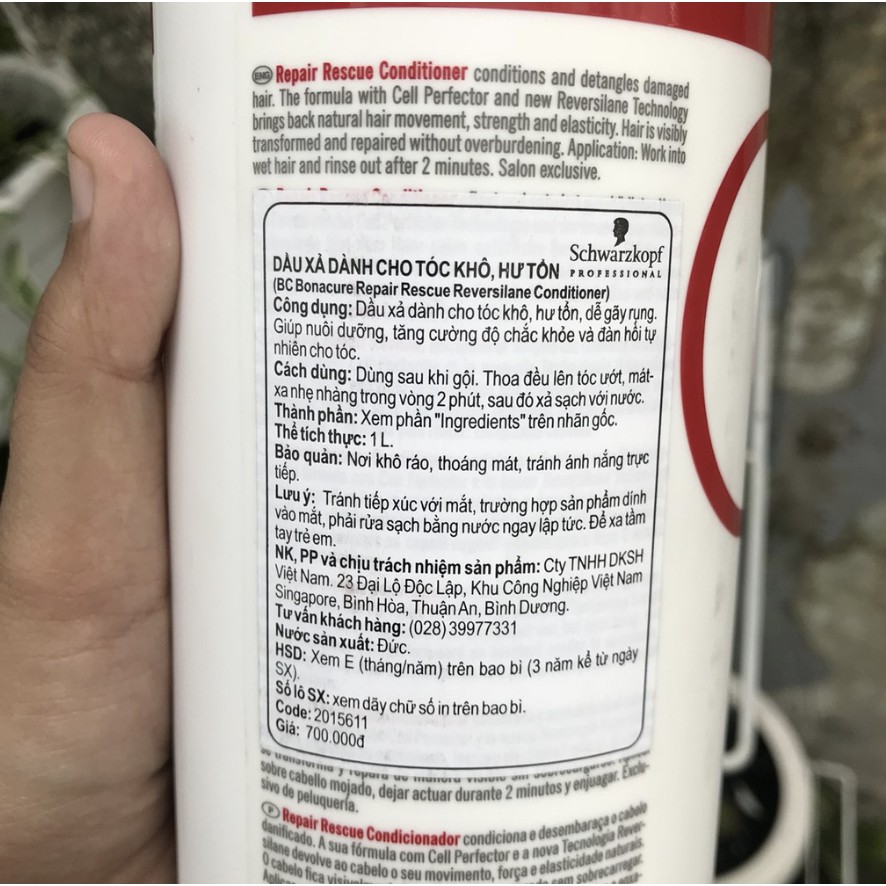 ENG Repair Rescue Conditioner conditions and detangles damaged
hair. The formula with Cell Perfector and new Reversilane Technology
brings back natural hair movement, strength and elasticity. Hair is visibly
transformed and repaired without overburdening. Application: Work into
wet hair and rinse out after 2 minutes. Salon exclusive.
Schwarzkopf
PROFESSIONAL
DẦU XẢ DÀNH CHO TÓC KHÔ, HƯ TỔN
(BC Bonacure Repair Rescue Reversilane Conditioner)
Công dụng: Dầu xả dành cho tóc khô, hư tổn, dễ gãy rụng.
Giúp nuôi dưỡng, tăng cường độ chắc khỏe và đàn hồi tự
nhiên cho tóc.
Cách dùng: Dùng sau khi gội. Thoa đều lên tóc ướt, mát-
xa nhẹ nhàng trong vòng 2 phút, sau đó xả sạch với nước.
Thành phần: Xem phần "Ingredients" trên nhãn gốc.
Thể tích thực: 1 L.
Bảo quản: Nơi khô ráo, thoáng mát, tránh ánh nắng trực
tiếp.
Lưu ý: Tránh tiếp xúc với mắt, trường hợp sản phẩm dính
vào mắt, phải rửa sạch bằng nước ngay lập tức. Để xa tầm
tay trẻ em.
NK, PP và chịu trách nhiệm sản phẩm: Cty TNHH DKSH
Việt Nam. 23 Đại Lộ Độc Lập, Khu Công Nghiệp Việt Nam
Singapore, Bình Hòa, Thuận An, Bình Dương.
Tư vấn khách hàng: (028) 39977331
Nước sản xuất: Đức.
HSD: Xem E (tháng/năm) trên bao bì (3 năm kể từ ngày
SX).
Số lô SX: xem dãy chữ số in trên bao bì.
Code: 2015611
Giá: 700.000đ
sobre cabello mojado, dejar actuar durante 2 minutos y enjuagar. Exclu-
sivo de peluquería.
P Repair Rescue Condicionador condiciona e desembaraça o cabelo
danificado. A sua fórmula com Cell Perfector e a nova Tecnologia Rever-
silane devolve ao cabelo o seu movimento, força e elasticidade naturais.
O cabelo fica sem sobrecarregar.